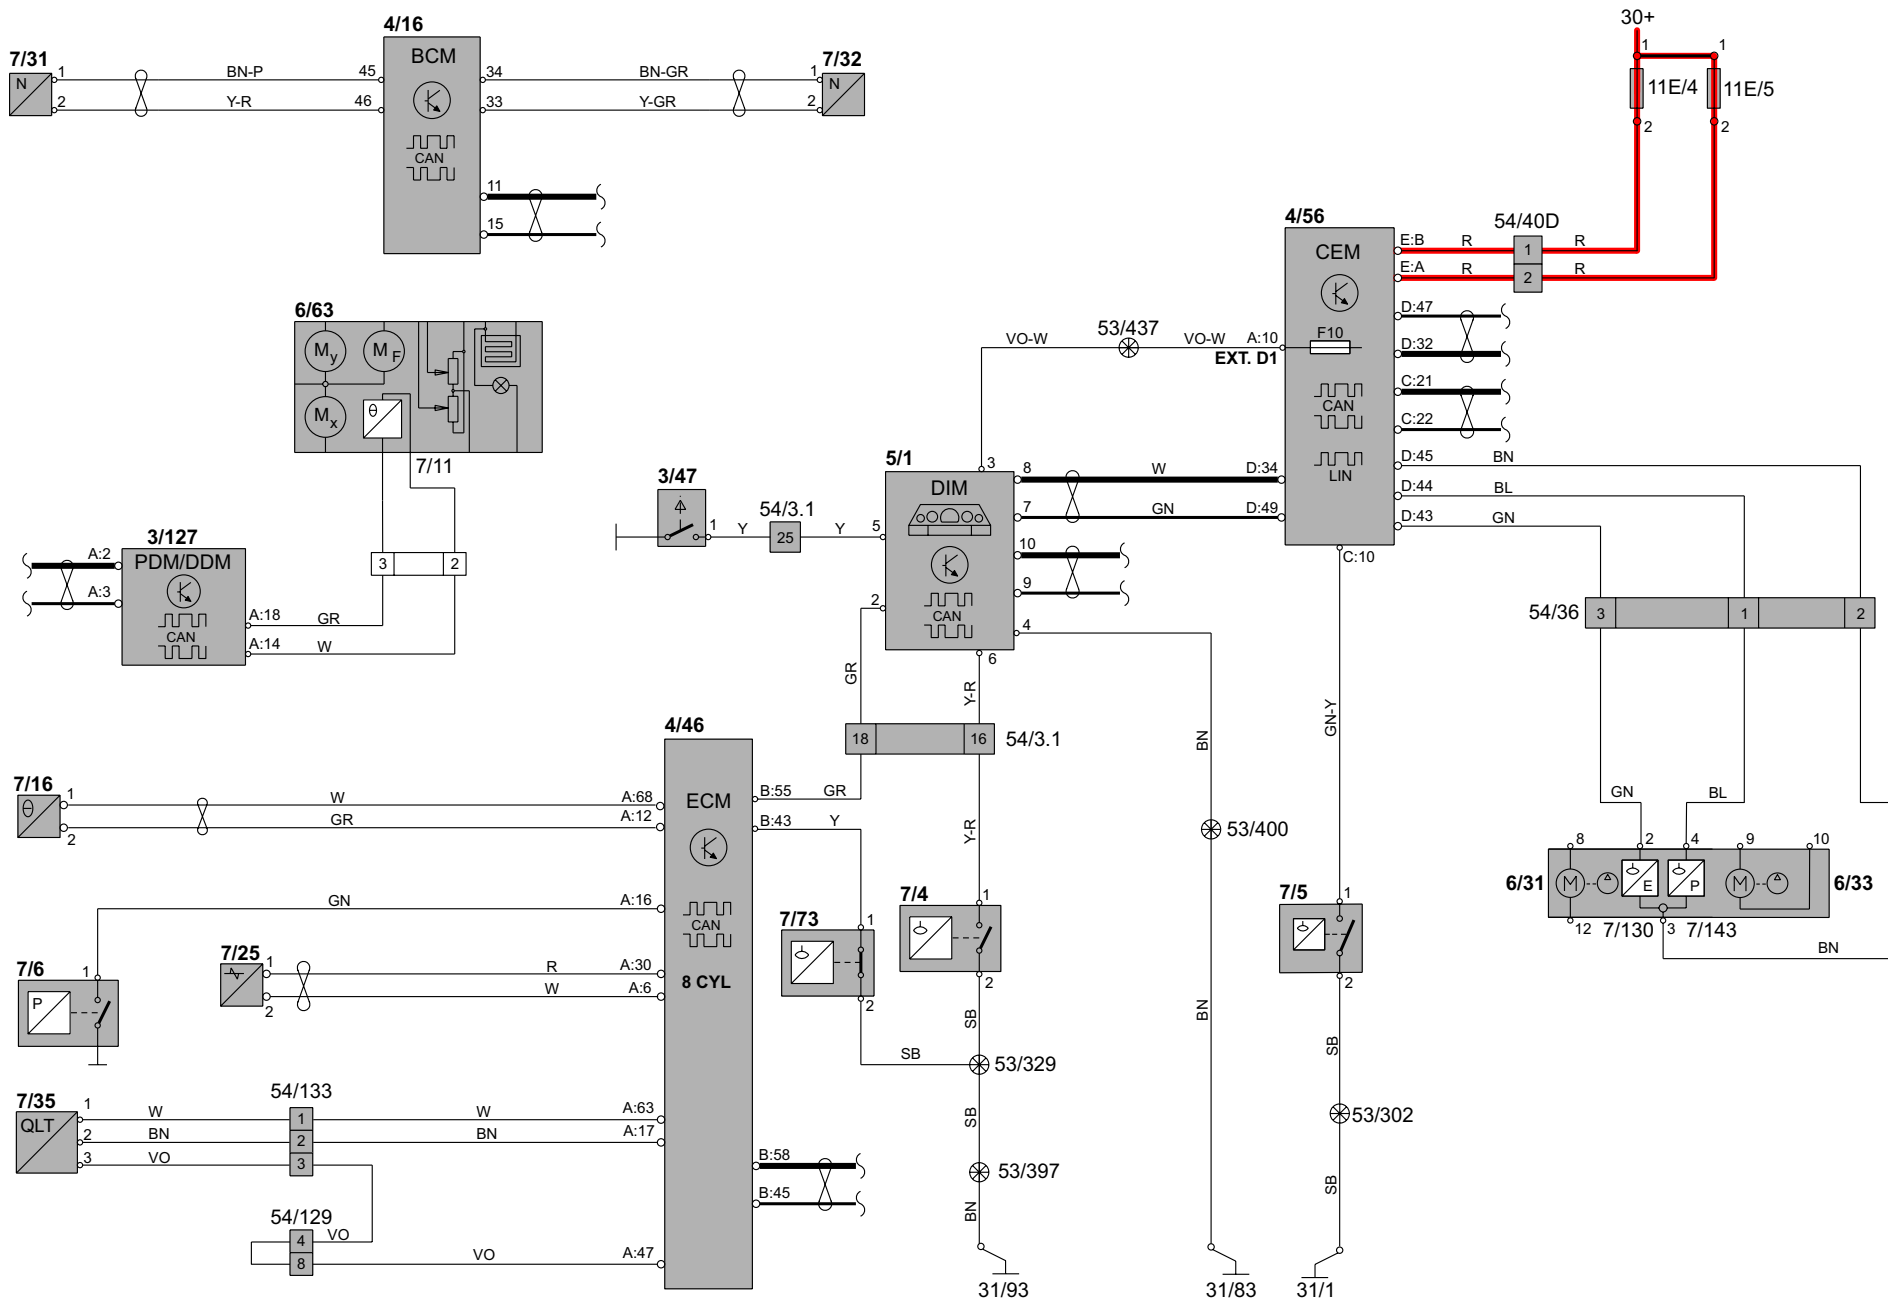 30+
4/16
7/31
7/32
BCM
N
1
BN-P
45
34
BN-GR
1
N
2
Y-R
46
33
Y-GR
2
CAN
11
15
1
1
11E/4
11E/5
2
2
4/56
54/40D
CEM
E:B
R
1
R
E:A
R
2
R
6/63
My
MF
Mx
θ
7/11
53/437
VO-W
VO-W
A:10
EXT. D1
F10
D:47
D:32
C:21
CAN
C:22
D:45
BN
LIN
D:44
BL
D:43
GN
C:10
5/1
3
DIM
8
W
D:34
7
GN
D:49
10
9
CAN
2
4
6
5
3/47
54/3.1
1
Y
25
Y
3/127
PDM/DDM
A:2
A:3
CAN
A:18
GR
A:14
W
3
2
54/36
3
1
2
GR
Y-R
18
16
54/3.1
BN
GN-Y
4/46
ECM
7/16
θ
1
W
A:68
GR
A:12
2
B:55
GR
B:43
Y
CAN
8 CYL
GN
A:16
7/6
1
P
7/25
1
R
A:30
W
A:6
2
7/73
1
2
7/4
Y-R
1
2
53/400
7/5
1
2
GN
BL
8
2
4
9
10
6/31
M
E
P
M
6/33
12
7/130
3
7/143
BN
SB
SB
53/329
BN
SB
53/302
7/35
QLT
54/133
1
W
1
W
A:63
2
BN
2
BN
A:17
3
VO
3
B:58
B:45
SB
53/397
SB
BN
54/129
4
VO
8
VO
A:47
31/93
31/83
31/1